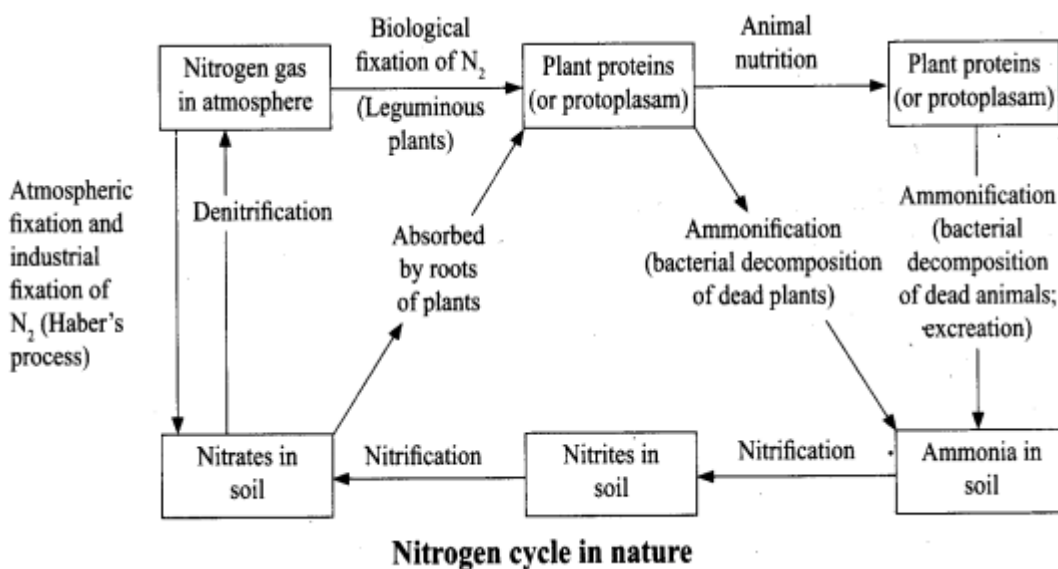 Nitrogen gas
in atmosphere
Biological
fixation of N₂
(Leguminous
plants)
Plant proteins
(or protoplasam)
Animal
nutrition
Plant proteins
(or protoplasam)
Atmospheric
fixation and
industrial
fixation of
N₂ (Haber's
process)
Denitrification
Absorbed
by roots
of plants
Ammonification
(bacterial decomposition
of dead plants)
Ammonification
(bacterial
decomposition
of dead animals;
excreation)
Nitrates in
soil
Nitrification
Nitrites in
soil
Nitrification
Ammonia in
soil
Nitrogen cycle in nature